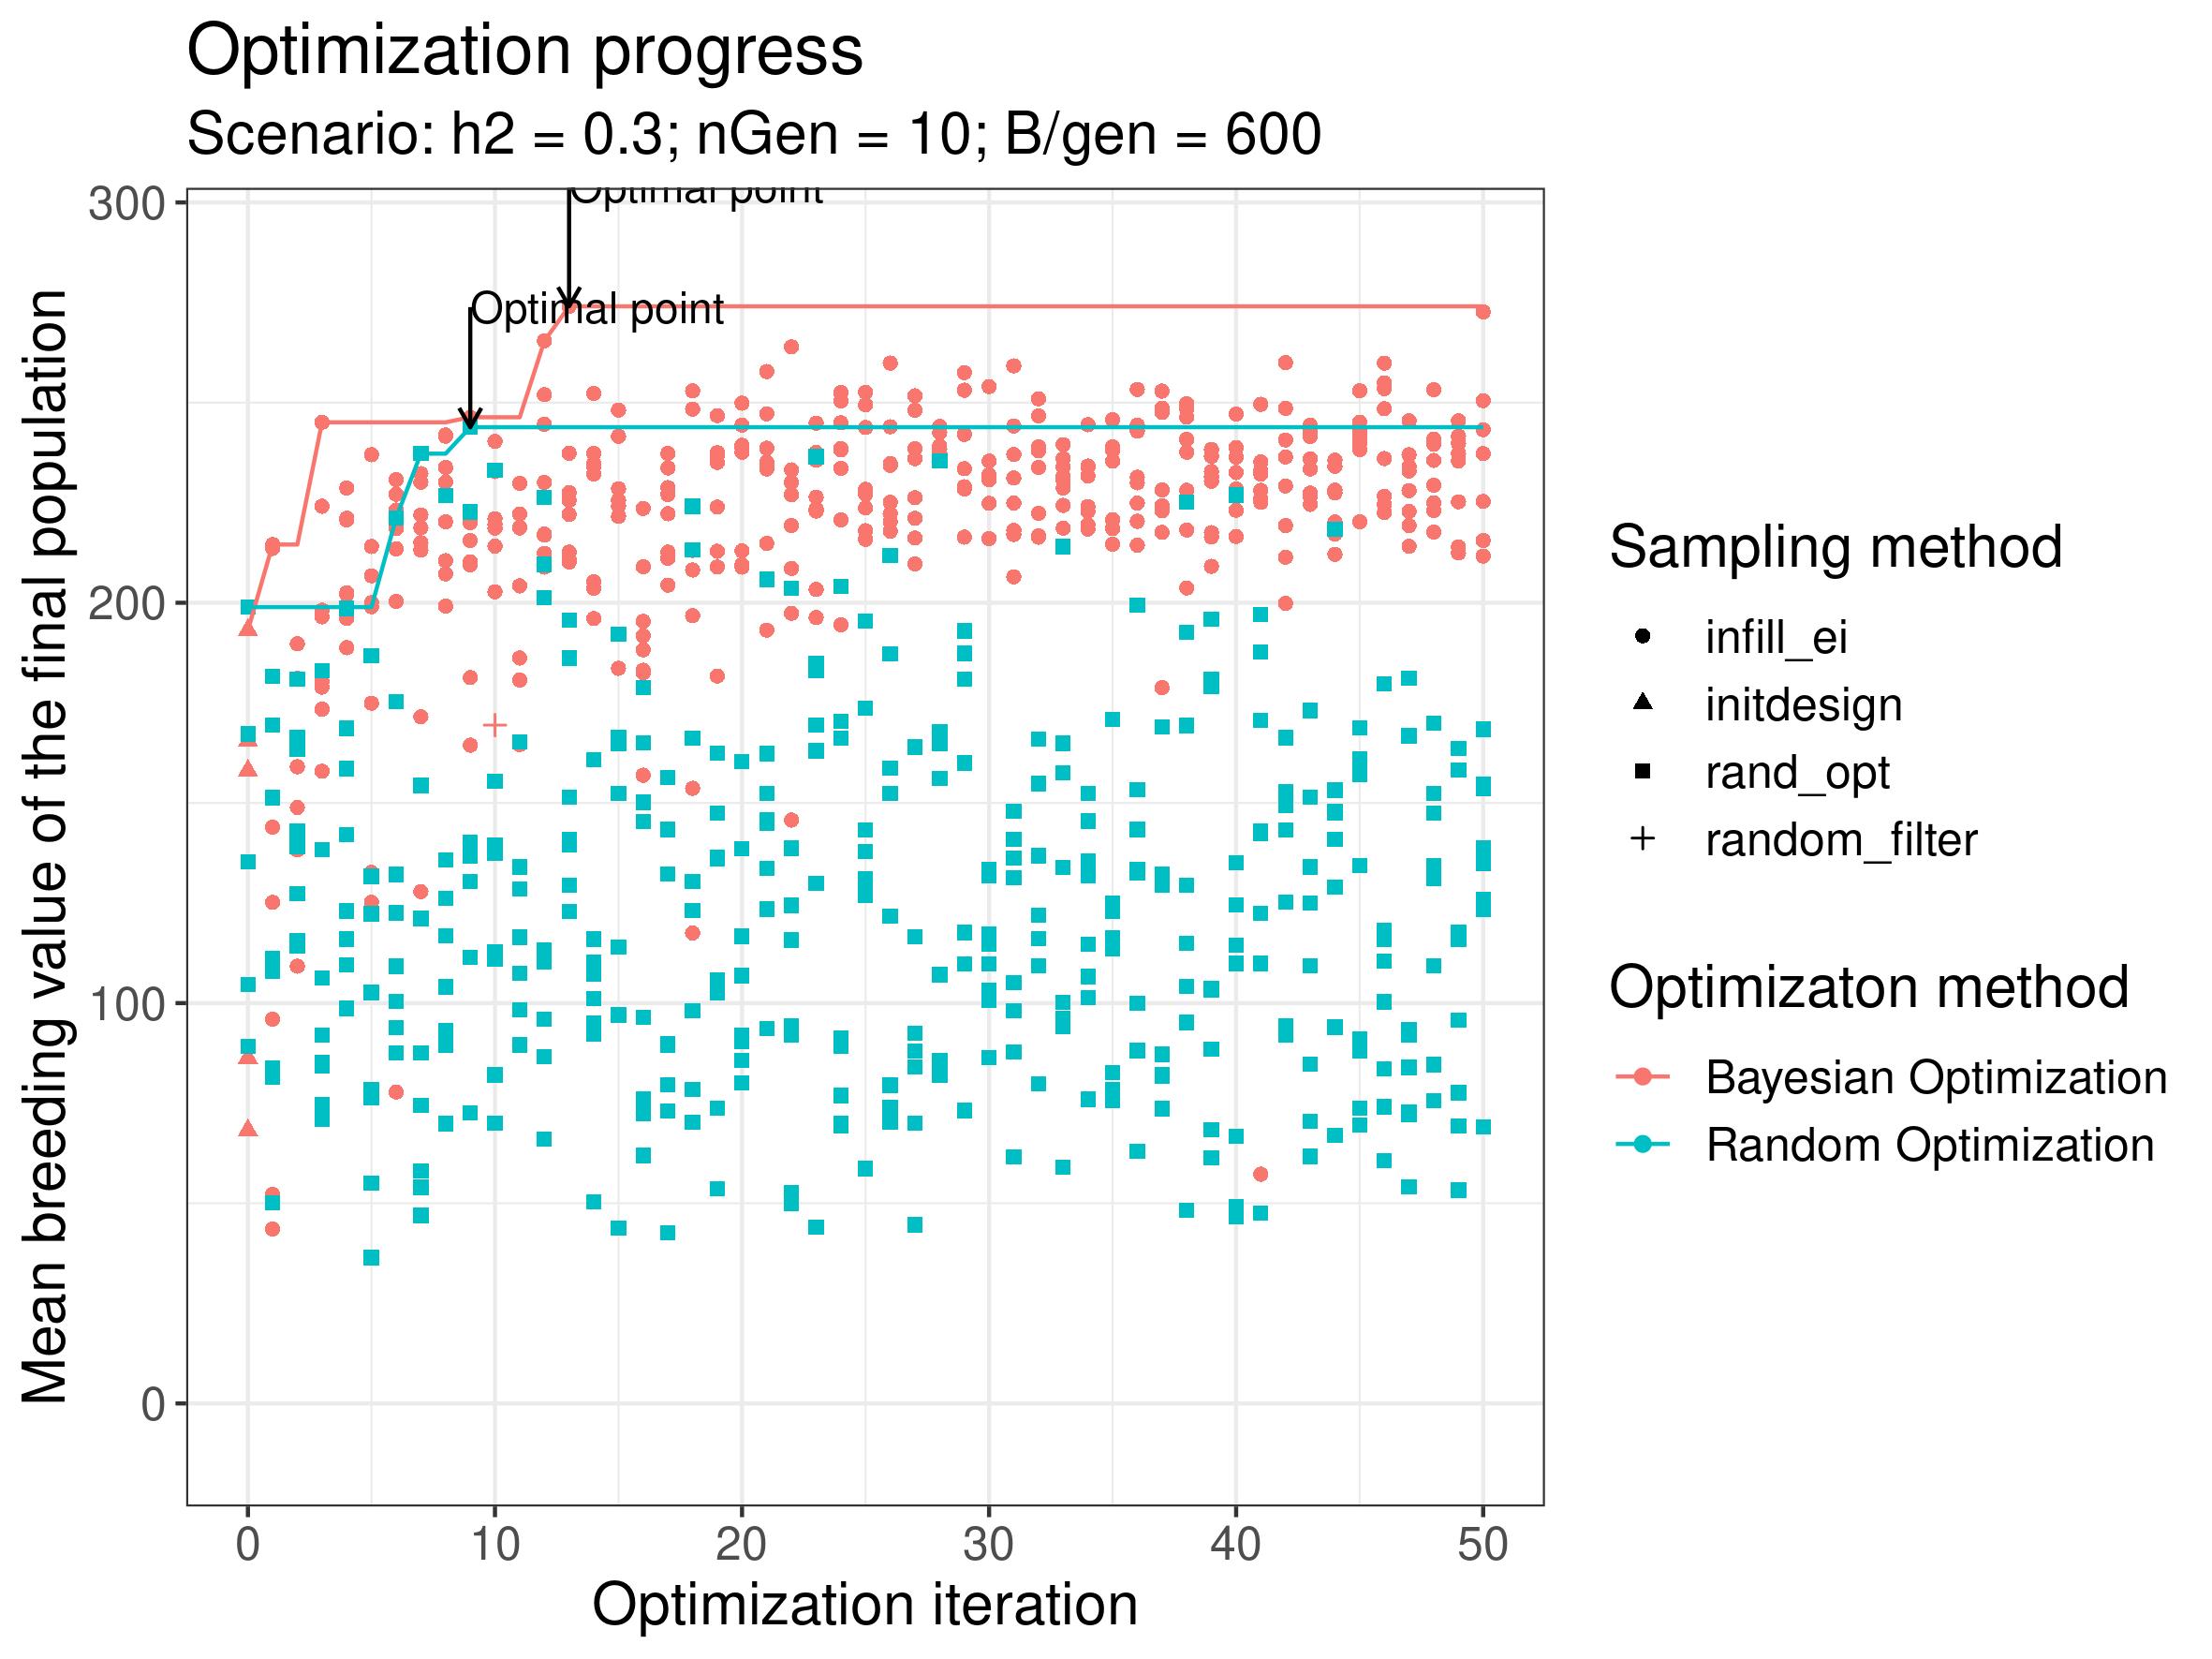 Optimization progress
Scenario: h2 = 0.3; nGen = 10; B/gen = 600
Mean breeding value of the final population
300
200
100
0
Optimal point
Optimal point
0 10 20 30 40 50
Optimization iteration
Sampling method
infill_ei
initdesign
rand_opt
random_filter
Optimizaton method
Bayesian Optimization
Random Optimization